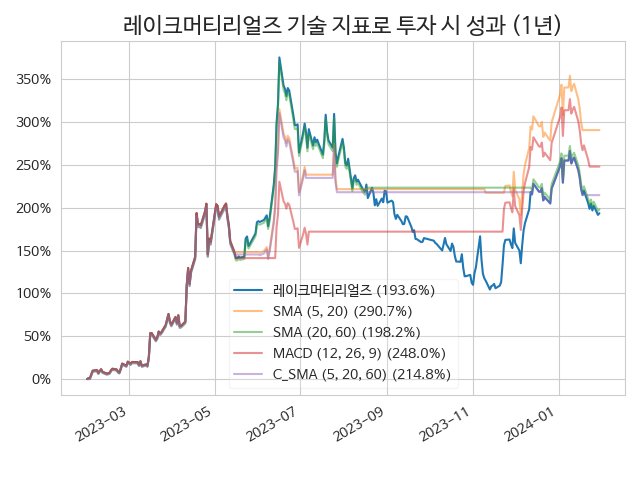 레이크머티리얼즈 기술 지표로 투자 시 성과 (1년)
350%
300%
250%
200%
150%
100%
50%
0%
레이크머티리얼즈 (193.6%)
SMA (5, 20) (290.7%)
SMA (20, 60) (198.2%)
MACD (12, 26, 9) (248.0%)
C_SMA (5, 20, 60) (214.8%)
2023-03
2023-05
2023-07
2023-09
2023-11
2024-01